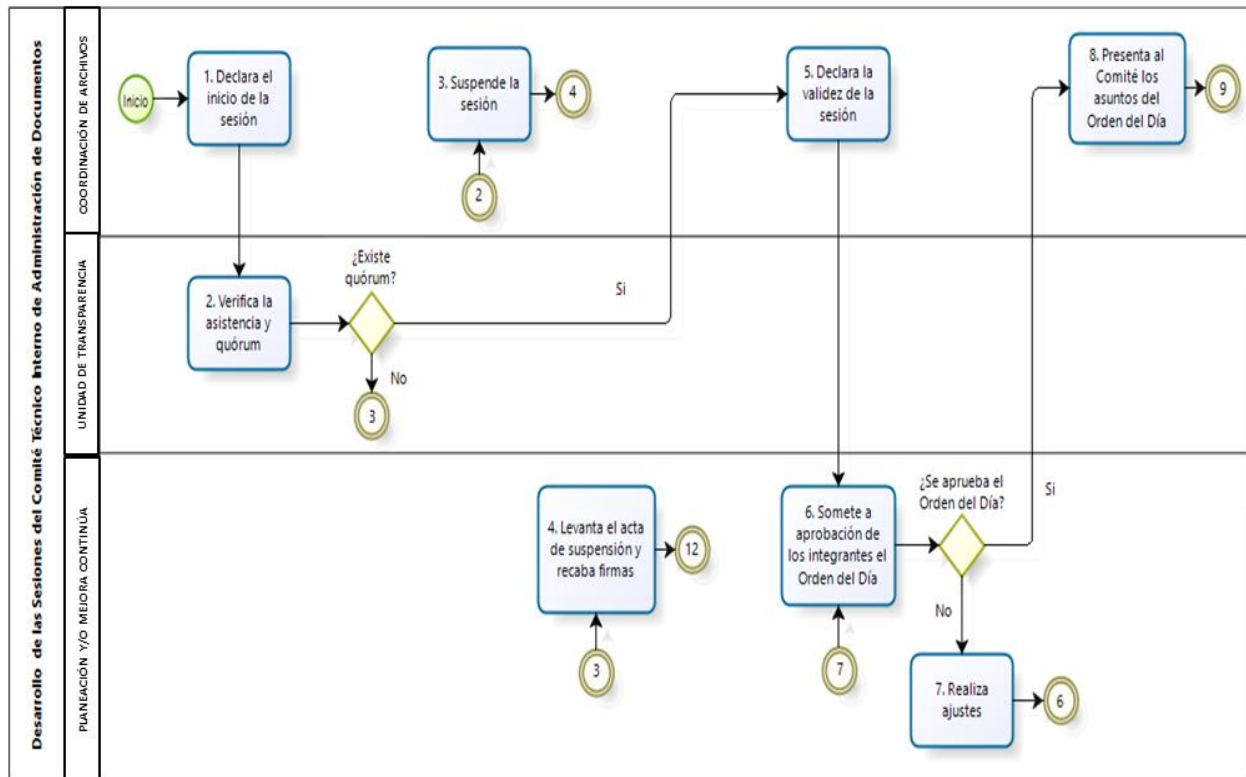 Desarrollo de las Sesiones del Comité Técnico Interno de Administración de Documentos
COORDINACIÓN DE ARCHIVOS
Inicio
1. Declara el
inicio de la
sesión
3. Suspende la
sesión
4
2
5. Declara la
validez de la
sesión
8. Presenta al
Comité los
asuntos del
Orden del Día
9
UNIDAD DE TRANSPARENCIA
2. Verifica la
asistencia y
quórum
¿Existe
quórum?
Si
No
3
PLANEACIÓN Y/O MEJORA CONTINÚA
4. Levanta el acta
de suspensión y
recaba firmas
12
3
6. Somete a
aprobación de
los integrantes el
Orden del Día
7
¿Se aprueba el
Orden del Día?
Si
No
7. Realiza
ajustes
6